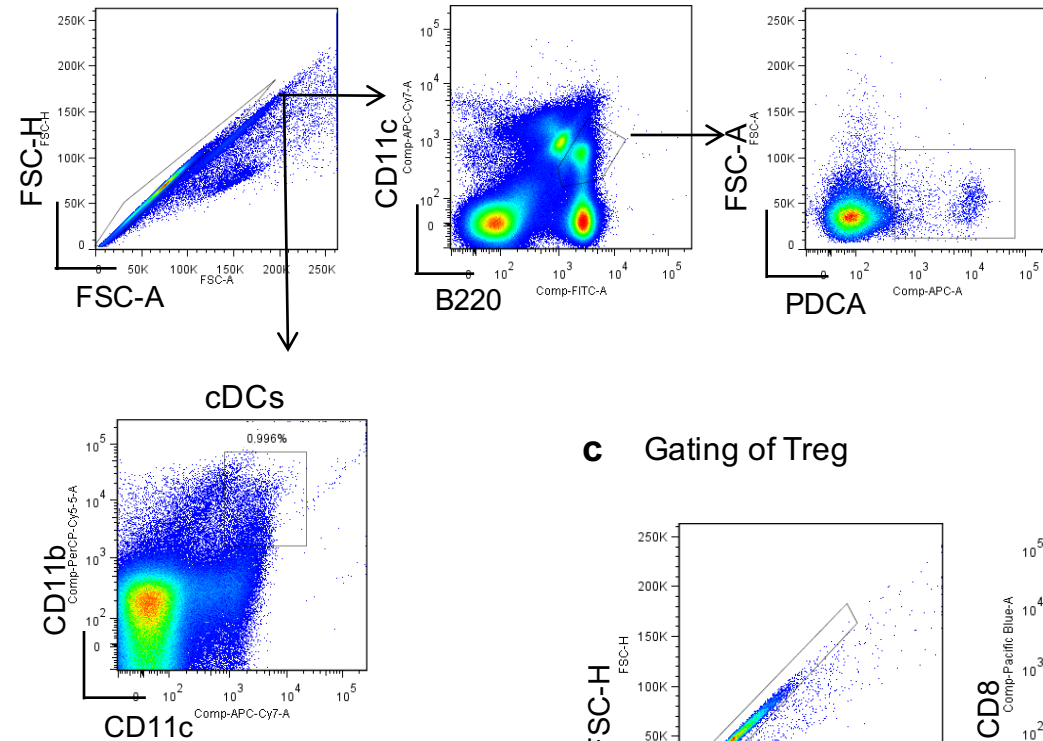 250K
200K
150K
100K
50K
0
FSC-H
FSC-H
0 50K 100K 150K 200K 250K
FSC-A
FSC-A
10^5
10^4
10^3
10^2
0
CD11c
Comp-APC-Cy7-A
0 10^2 10^3 10^4 10^5
Comp-FITC-A
B220
250K
200K
150K
100K
50K
0
FSC-A
FSC-A
0 10^2 10^3 10^4 10^5
Comp-APC-A
PDCA
cDCs
0.996%
10^5
10^4
10^3
10^2
0
CD11b
Comp-PerCP-Cy5-5-A
0 10^2 10^3 10^4 10^5
Comp-APC-Cy7-A
CD11c
c Gating of Treg
250K
200K
150K
100K
50K
FSC-H
SC-H
10^5
10^4
10^3
10^2
CD8
Comp-Pacific Blue-A